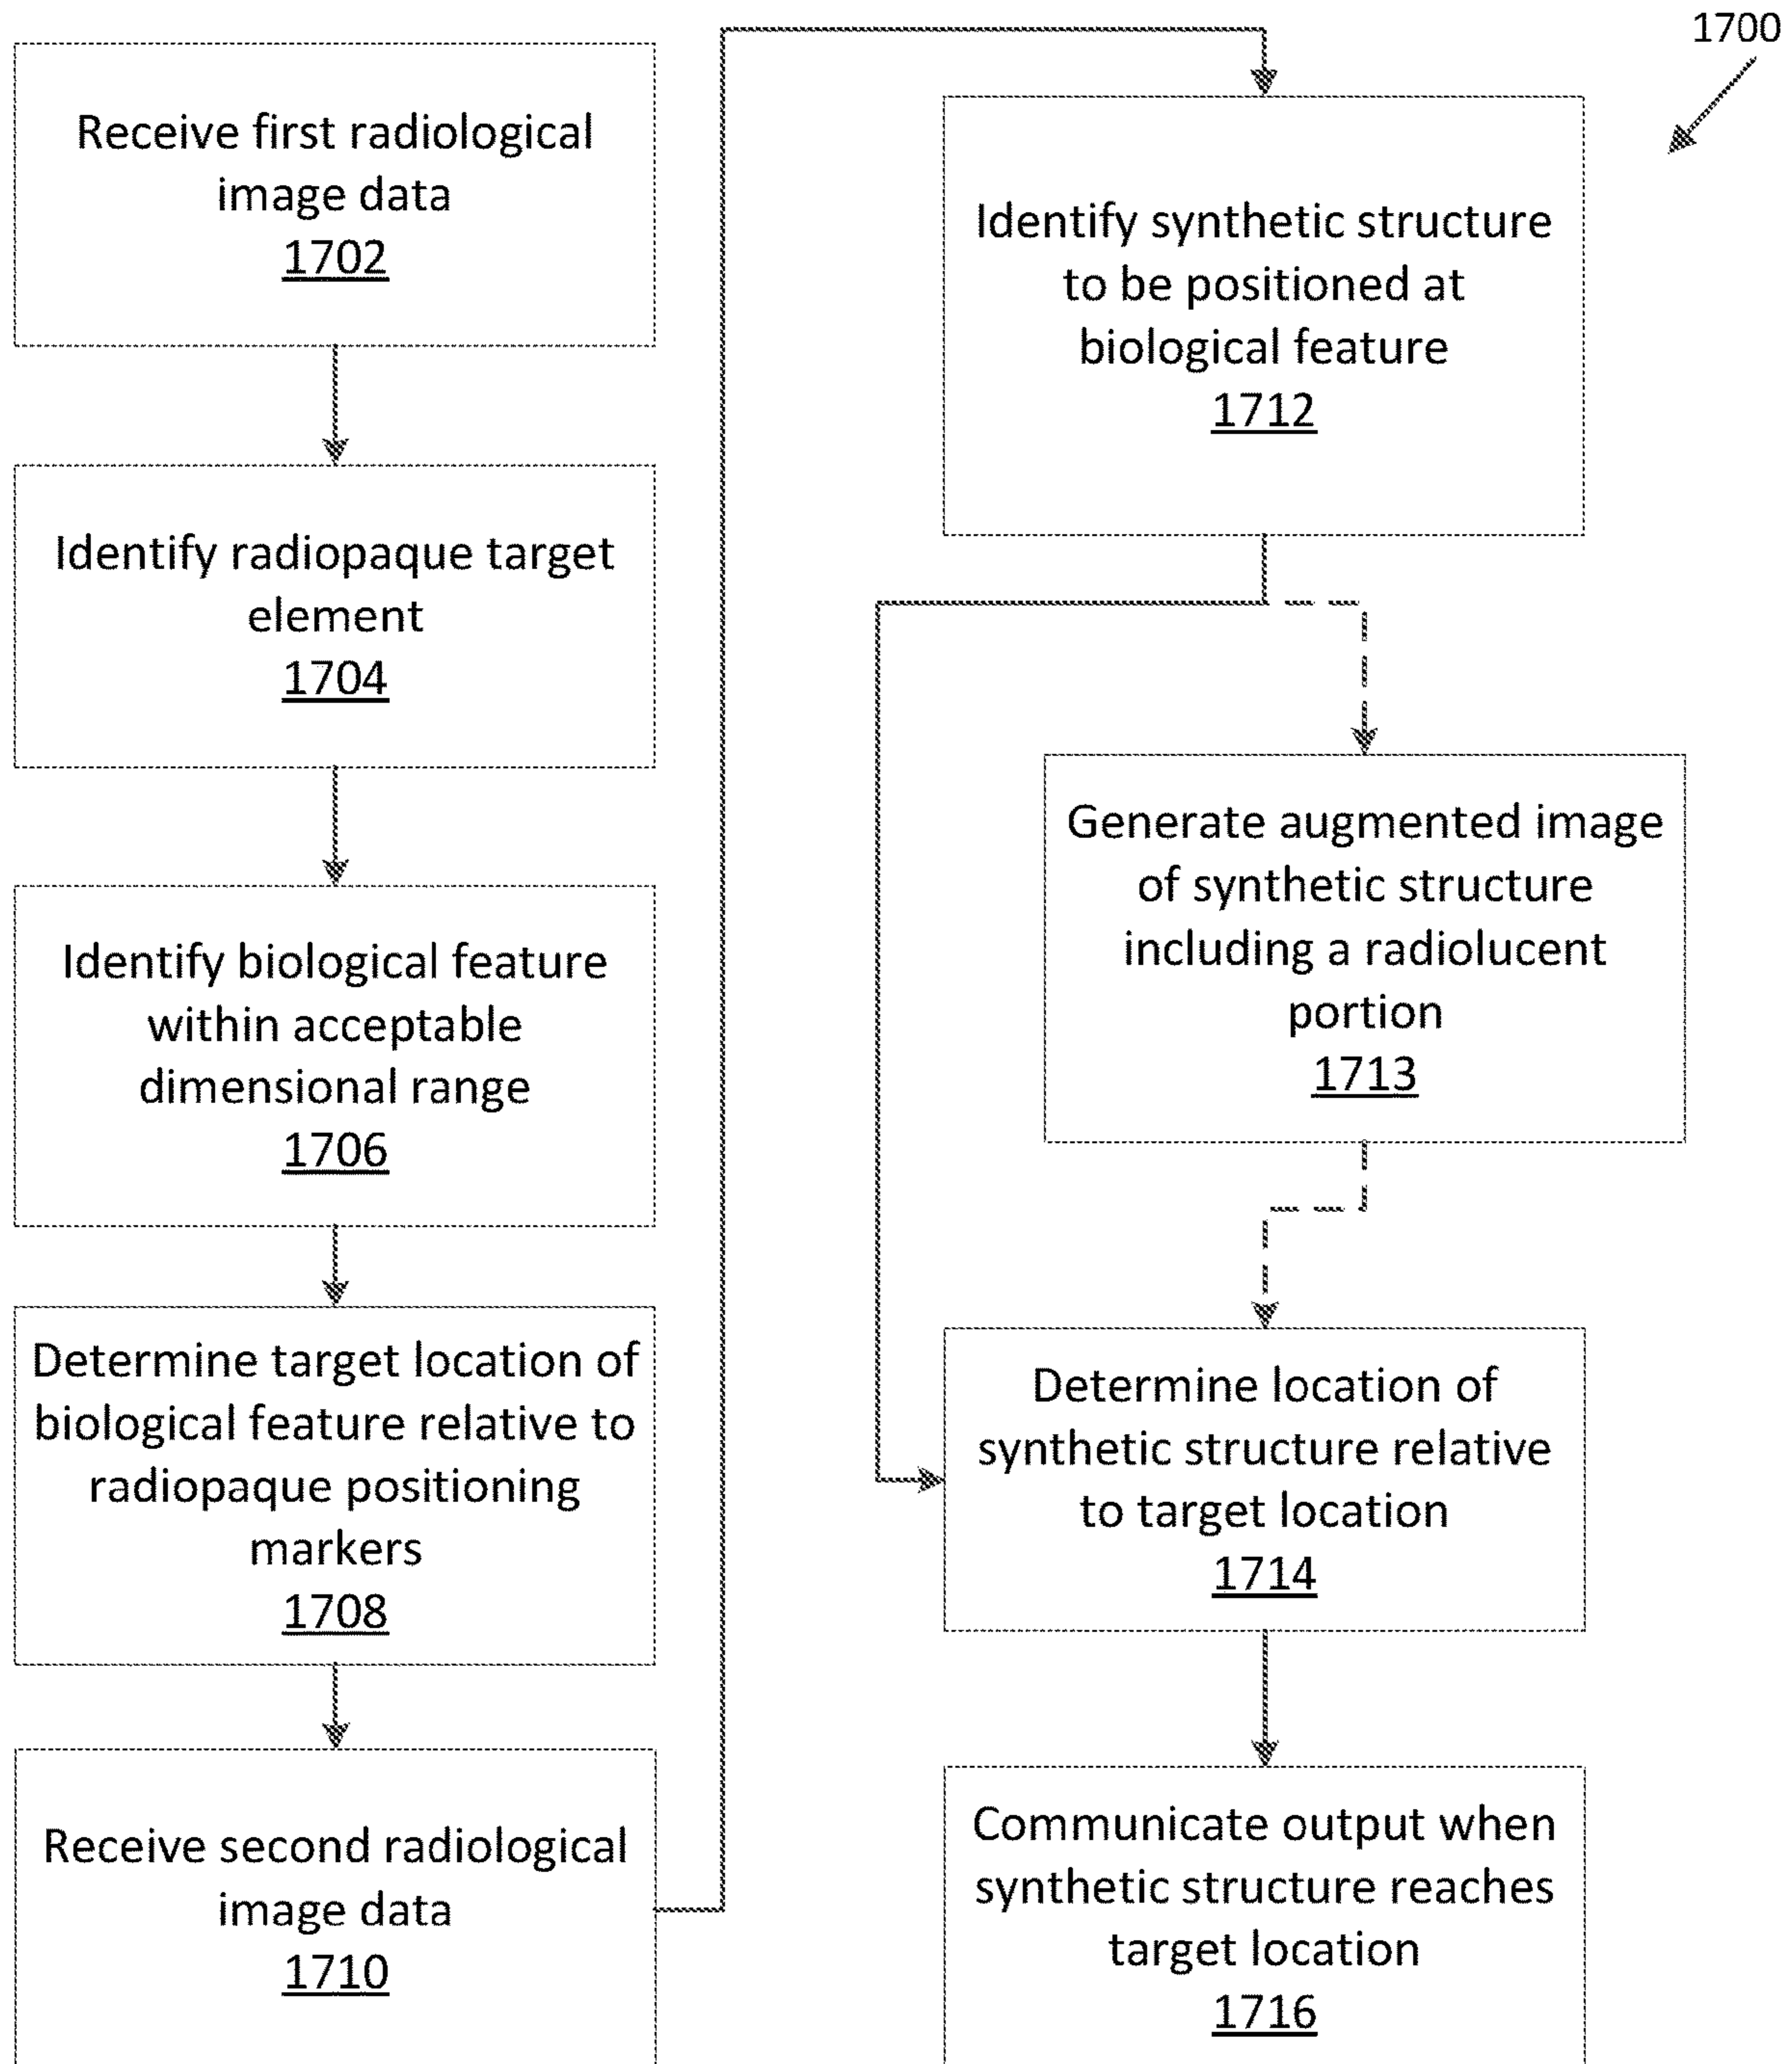 1700
Receive first radiological
image data
1702
Identify radiopaque target
element
1704
Identify biological feature
within acceptable
dimensional range
1706
Determine target location of
biological feature relative to
radiopaque positioning
markers
1708
Receive second radiological
image data
1710
Identify synthetic structure
to be positioned at
biological feature
1712
Generate augmented image
of synthetic structure
including a radiolucent
portion
1713
Determine location of
synthetic structure relative
to target location
1714
Communicate output when
synthetic structure reaches
target location
1716